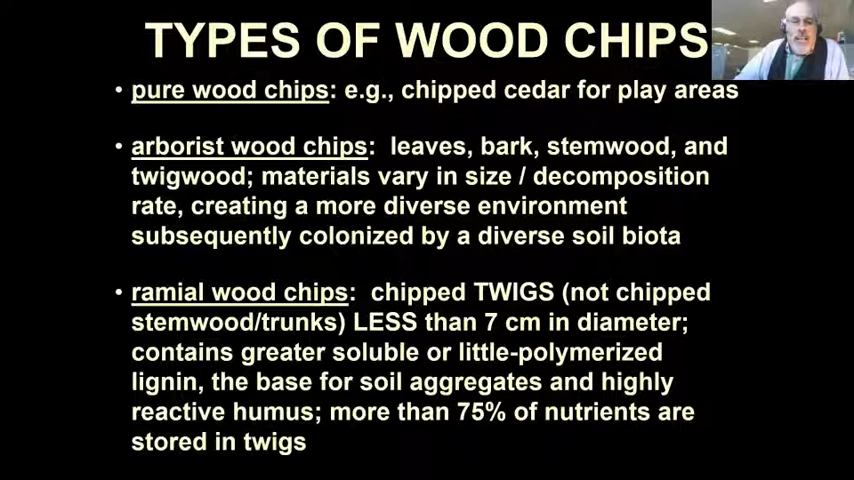 TYPES OF WOOD CHIPS
• pure wood chips: e.g., chipped cedar for play areas
• arborist wood chips: leaves, bark, stemwood, and
twigwood; materials vary in size / decomposition
rate, creating a more diverse environment
subsequently colonized by a diverse soil biota
• ramial wood chips: chipped TWIGS (not chipped
stemwood/trunks) LESS than 7 cm in diameter;
contains greater soluble or little-polymerized
lignin, the base for soil aggregates and highly
reactive humus; more than 75% of nutrients are
stored in twigs